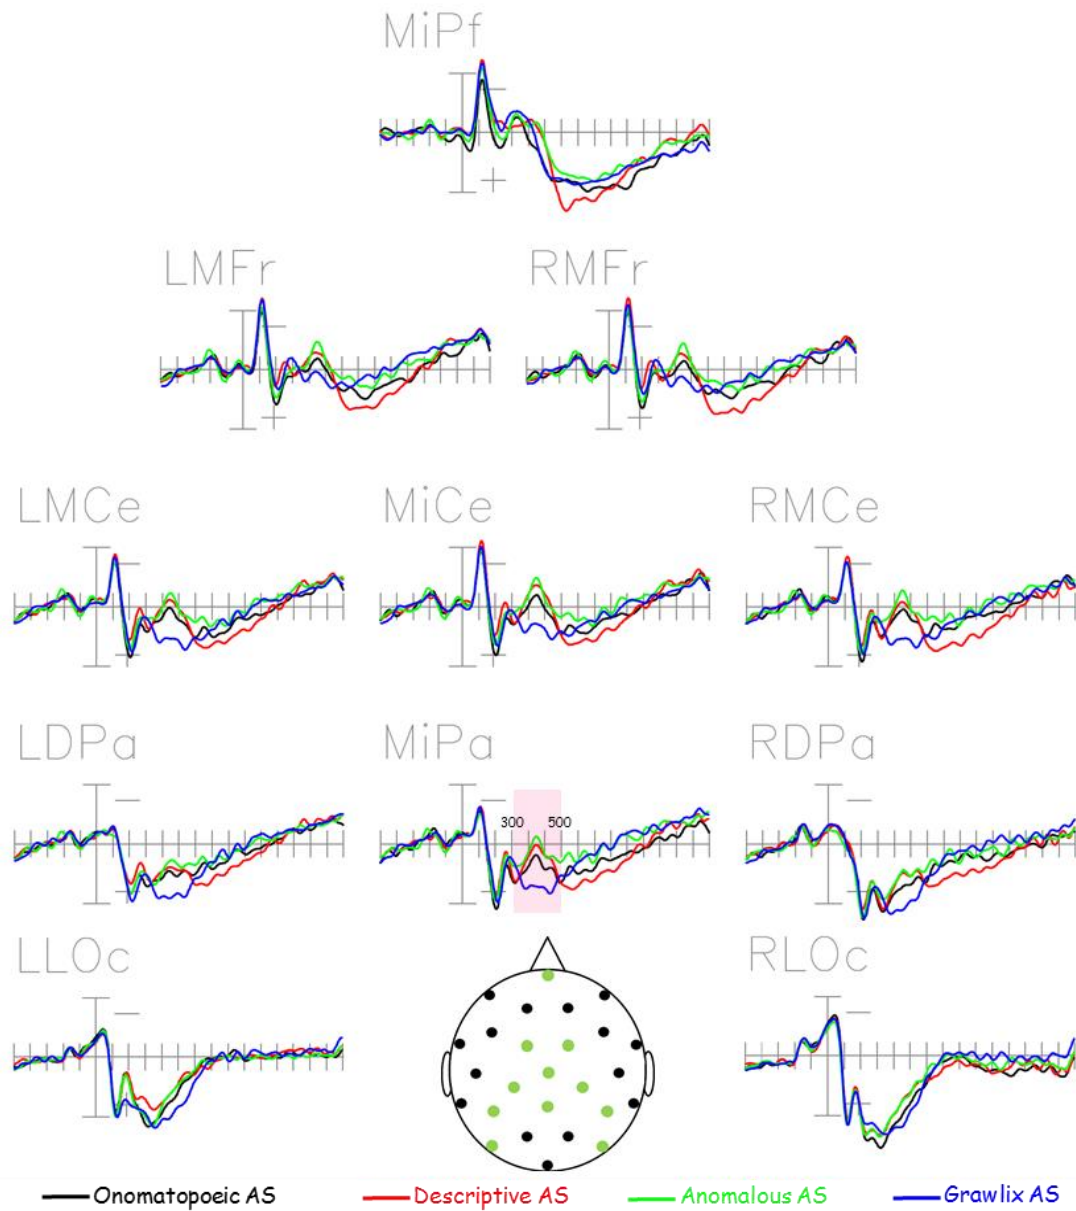 MiPf
−
+
LMFr
RMFr
−
−
+
+
LMCe
MiCe
RMCe
LDPa
MiPa
RDPa
300
500
LLOc
RLOc
Onomatopoeic AS
Descriptive AS
Anomalous AS
Grawlix AS